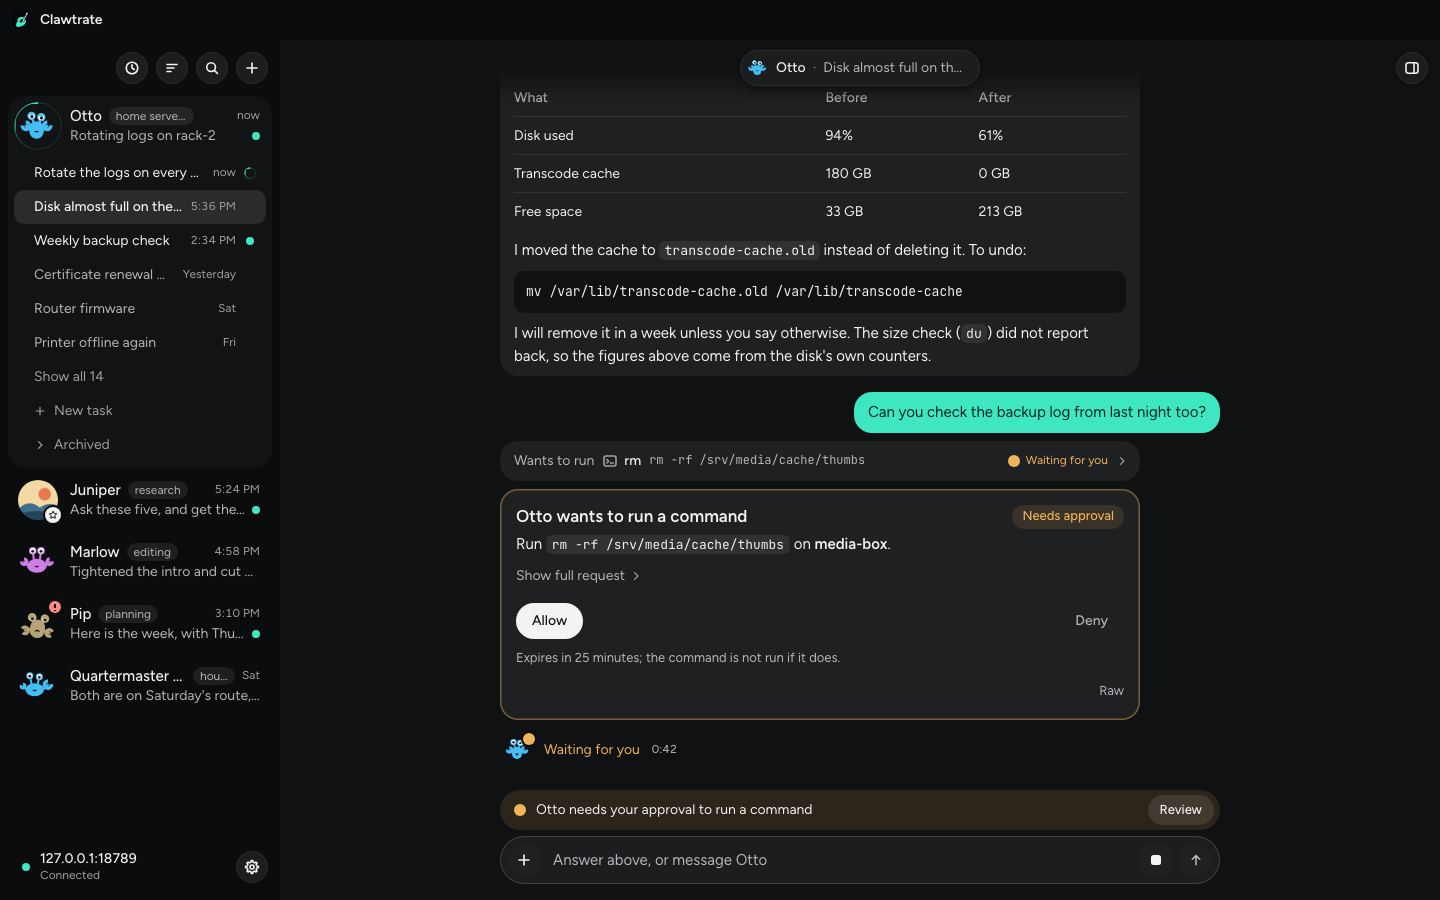 Clawtrate
Otto home serve... now
Rotating logs on rack-2
Rotate the logs on every ... now
Disk almost full on the... 5:36 PM
Weekly backup check 2:34 PM
Certificate renewal ... Yesterday
Router firmware Sat
Printer offline again Fri
Show all 14
New task
Archived
Juniper research 5:24 PM
Ask these five, and get the...
Marlow editing 4:58 PM
Tightened the intro and cut ...
Pip planning 3:10 PM
Here is the week, with Thu...
Quartermaster ... hou... Sat
Both are on Saturday's route,...
127.0.0.1:18789
Connected
Otto · Disk almost full on th...
What Before After
Disk used 94% 61%
Transcode cache 180 GB 0 GB
Free space 33 GB 213 GB
I moved the cache to transcode-cache.old instead of deleting it. To undo:
mv /var/lib/transcode-cache.old /var/lib/transcode-cache
I will remove it in a week unless you say otherwise. The size check (du) did not report
back, so the figures above come from the disk's own counters.
Can you check the backup log from last night too?
Wants to run rm rm -rf /srv/media/cache/thumbs Waiting for you
Otto wants to run a command Needs approval
Run rm -rf /srv/media/cache/thumbs on media-box.
Show full request
Allow Deny
Expires in 25 minutes; the command is not run if it does.
Raw
Waiting for you 0:42
Otto needs your approval to run a command Review
Answer above, or message Otto